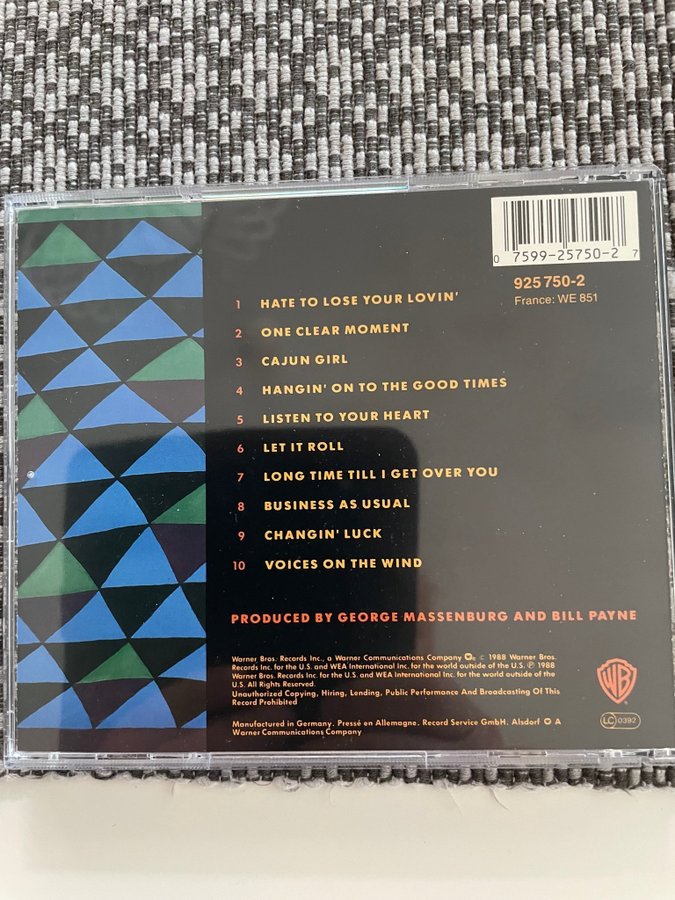 0 7599-25750-2 7
925 750-2
France: WE 851
1 HATE TO LOSE YOUR LOVIN'
2 ONE CLEAR MOMENT
3 CAJUN GIRL
4 HANGIN' ON TO THE GOOD TIMES
5 LISTEN TO YOUR HEART
6 LET IT ROLL
7 LONG TIME TILL I GET OVER YOU
8 BUSINESS AS USUAL
9 CHANGIN' LUCK
10 VOICES ON THE WIND
PRODUCED BY GEORGE MASSENBURG AND BILL PAYNE
Warner Bros. Records Inc., a Warner Communications Company ® © 1988 Warner Bros.
Records Inc. for the U.S. and WEA International Inc. for the world outside of the U.S. ℗ 1988
Warner Bros. Records Inc. for the U.S. and WEA International Inc. for the world outside of the
U.S. All Rights Reserved.
Unauthorized Copying, Hiring, Lending, Public Performance And Broadcasting Of This
Record Prohibited
WB
LC 0392
Manufactured in Germany. Pressé en Allemagne. Record Service GmbH. Alsdorf A
Warner Communications Company